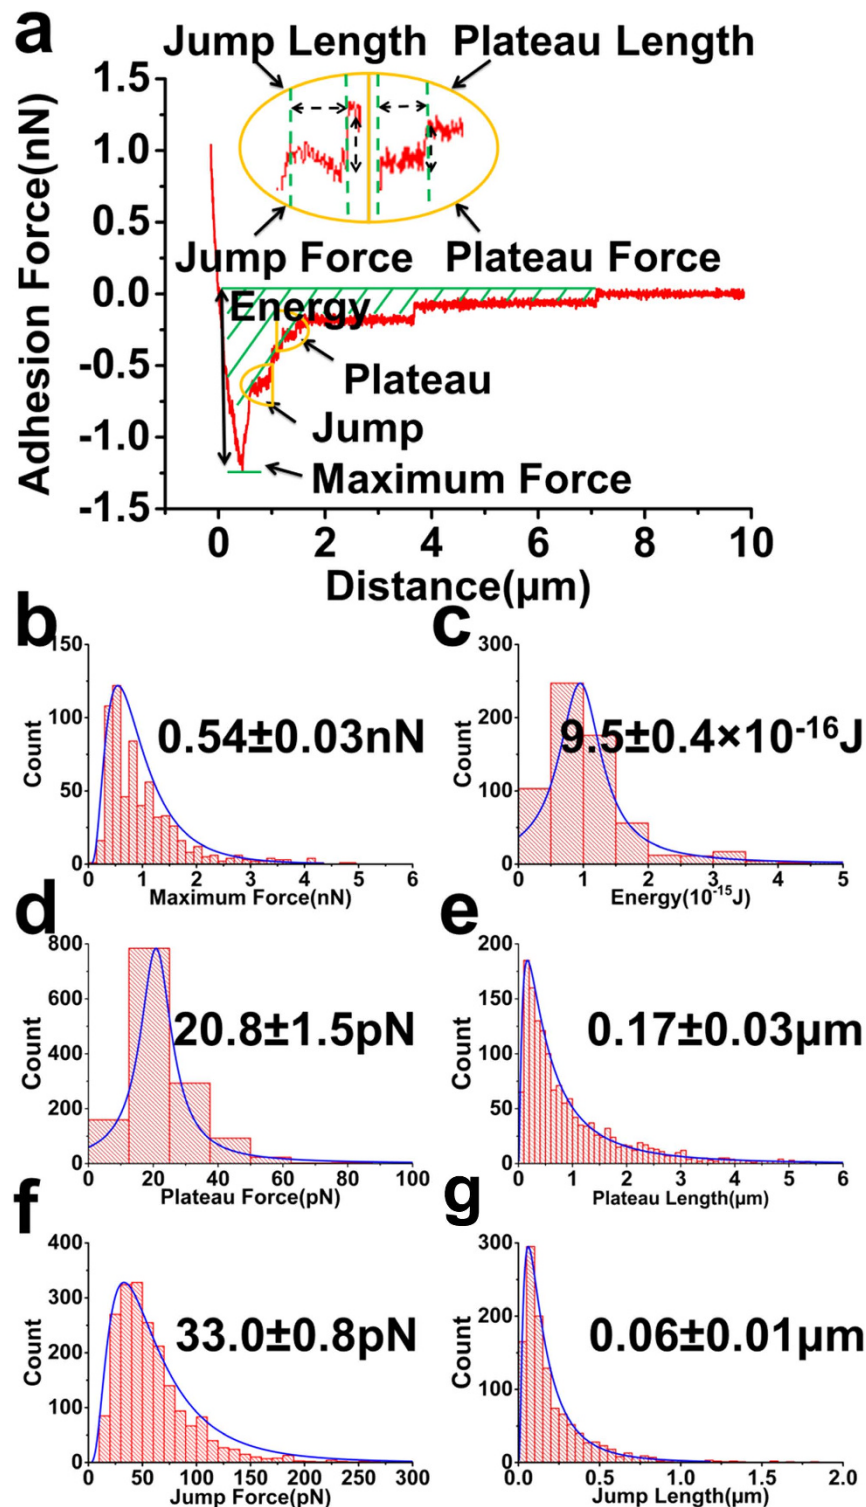 a
Jump Length Plateau Length
1.5
1.0
0.5
0.0
-0.5
-1.0
-1.5
Adhesion Force(nN)
Jump Force Plateau Force
Energy
Plateau
Jump
Maximum Force
0 2 4 6 8 10
Distance(μm)
b
150
100
50
0
Count
0.54±0.03nN
0 1 2 3 4 5 6
Maximum Force(nN)
c
300
200
100
0
Count
9.5±0.4×10⁻¹⁶J
0 1 2 3 4 5
Energy(10⁻¹⁵J)
d
800
600
400
200
0
Count
20.8±1.5pN
0 20 40 60 80 100
Plateau Force(pN)
e
200
150
100
50
0
Count
0.17±0.03μm
0 1 2 3 4 5 6
Plateau Length(μm)
f
400
300
200
100
0
Count
33.0±0.8pN
0 50 100 150 200 250 300
Jump Force(pN)
g
300
200
100
0
Count
0.06±0.01μm
0.0 0.5 1.0 1.5 2.0
Jump Length(μm)